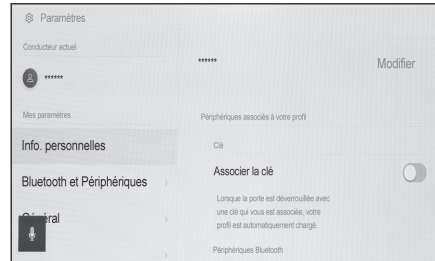 Paramètres
Conducteur actuel
******
Mes paramètres
Info. personnelles
Bluetooth et Périphériques
Général
******
Modifier
Périphériques associés à votre profil
Clé
Associer la clé
Lorsque la porte est déverrouillée avec
une clé qui vous est associée, votre
profil est automatiquement chargé.
Périphériques Bluetooth